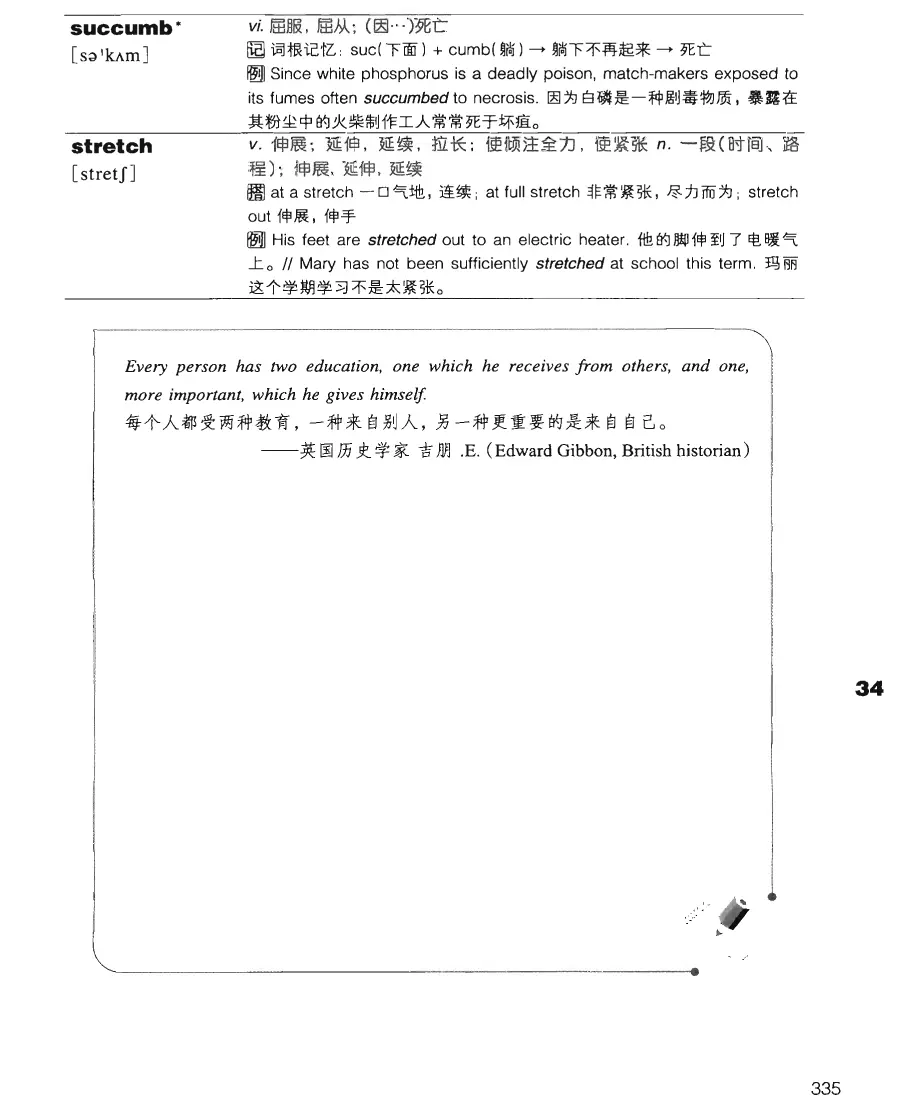 succumb* vi. 屈服, 屈从; (因…)死亡
[sə'kʌm] 记 词根记忆: suc(下面) + cumb(躺) → 躺下不再起来 → 死亡
例 Since white phosphorus is a deadly poison, match-makers exposed to
its fumes often succumbed to necrosis. 因为白磷是一种剧毒物质, 暴露在
其粉尘中的火柴制作工人常常死于坏疽。
stretch v. 伸展; 延伸, 延续, 拉长; 使倾注全力, 使紧张 n. 一段(时间、路
[stretʃ] 程); 伸展, 延伸, 延续
搭 at a stretch 一口气地, 连续; at full stretch 非常紧张, 尽力而为; stretch
out 伸展, 伸手
例 His feet are stretched out to an electric heater. 他的脚伸到了电暖气
上。// Mary has not been sufficiently stretched at school this term. 玛丽
这个学期学习不是太紧张。
Every person has two education, one which he receives from others, and one,
more important, which he gives himself.
每个人都受两种教育, 一种来自别人, 另一种更重要的是来自自己。
——英国历史学家 吉朋 .E. (Edward Gibbon, British historian)
34
335